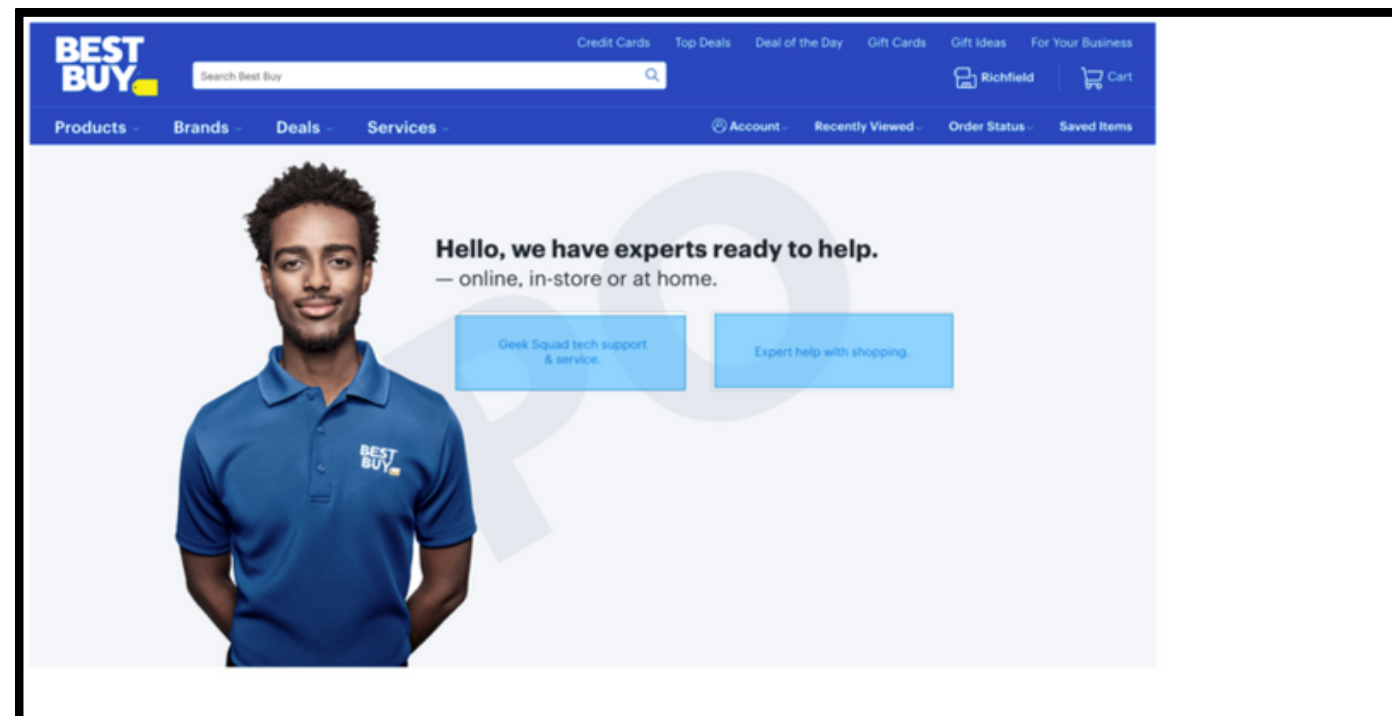 BEST
BUY
Credit Cards Top Deals Deal of the Day Gift Cards Gift Ideas For Your Business
Search Best Buy
Richfield Cart
Products Brands Deals Services
Account Recently Viewed Order Status Saved Items
Hello, we have experts ready to help.
— online, in-store or at home.
Geek Squad tech support
& service.
Expert help with shopping.
BEST
BUY
PO